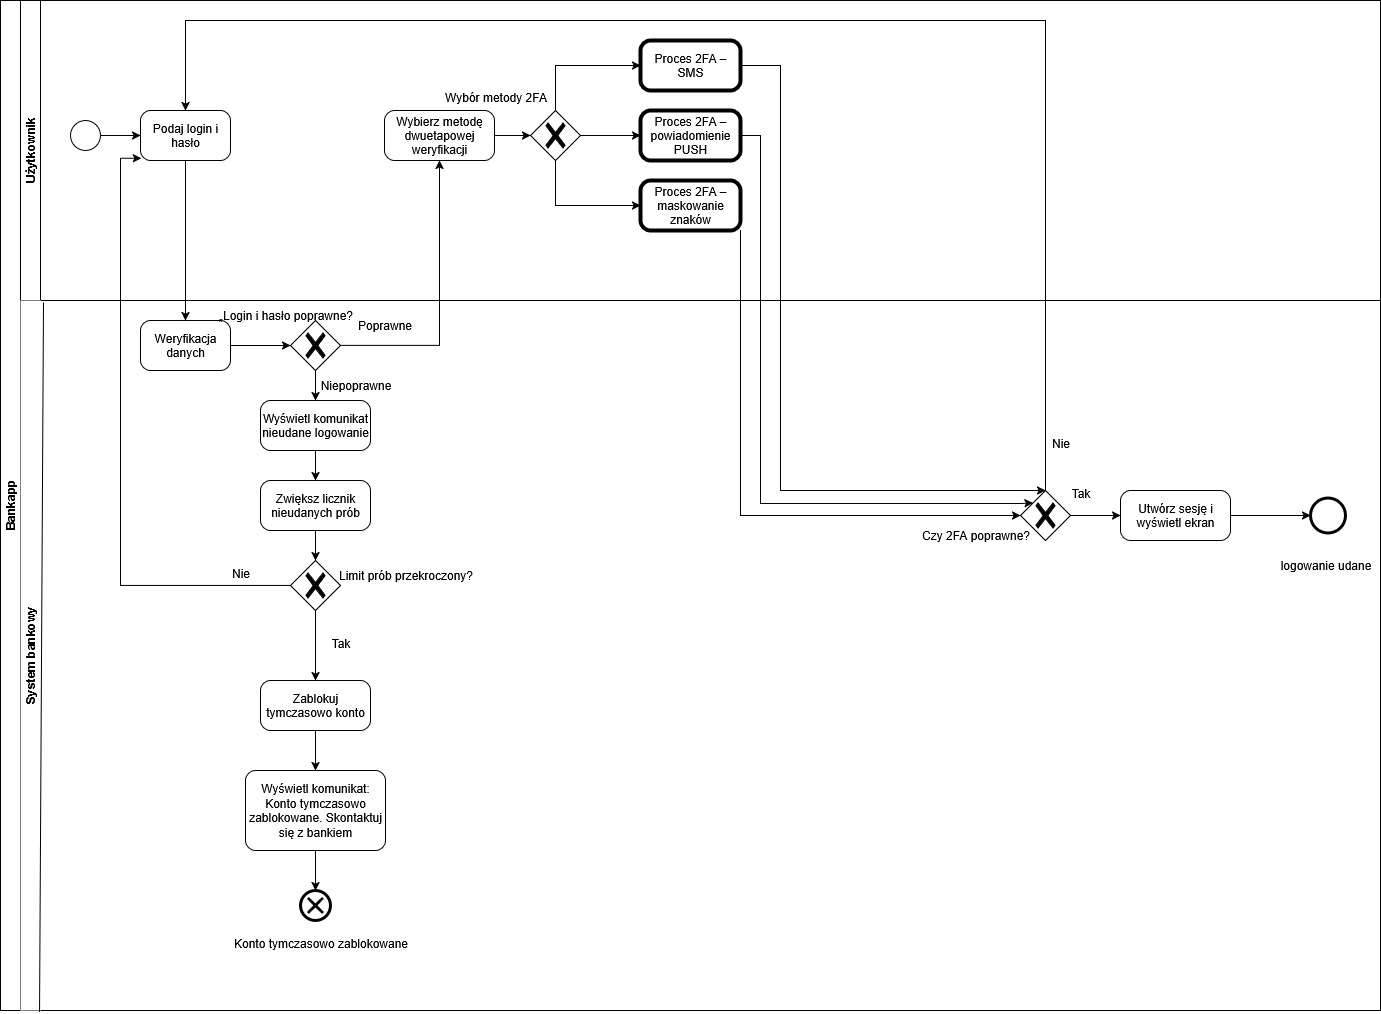 Bankapp
Użytkownik
System bankowy
Podaj login i
hasło
Wybierz metodę
dwuetapowej
weryfikacji
Wybór metody 2FA
Proces 2FA –
SMS
Proces 2FA –
powiadomienie
PUSH
Proces 2FA –
maskowanie
znaków
Weryfikacja
danych
Login i hasło poprawne?
Poprawne
Niepoprawne
Wyświetl komunikat
nieudane logowanie
Zwiększ licznik
nieudanych prób
Limit prób przekroczony?
Nie
Tak
Zablokuj
tymczasowo konto
Wyświetl komunikat:
Konto tymczasowo
zablokowane. Skontaktuj
się z bankiem
Konto tymczasowo zablokowane
Nie
Tak
Czy 2FA poprawne?
Utwórz sesję i
wyświetl ekran
logowanie udane